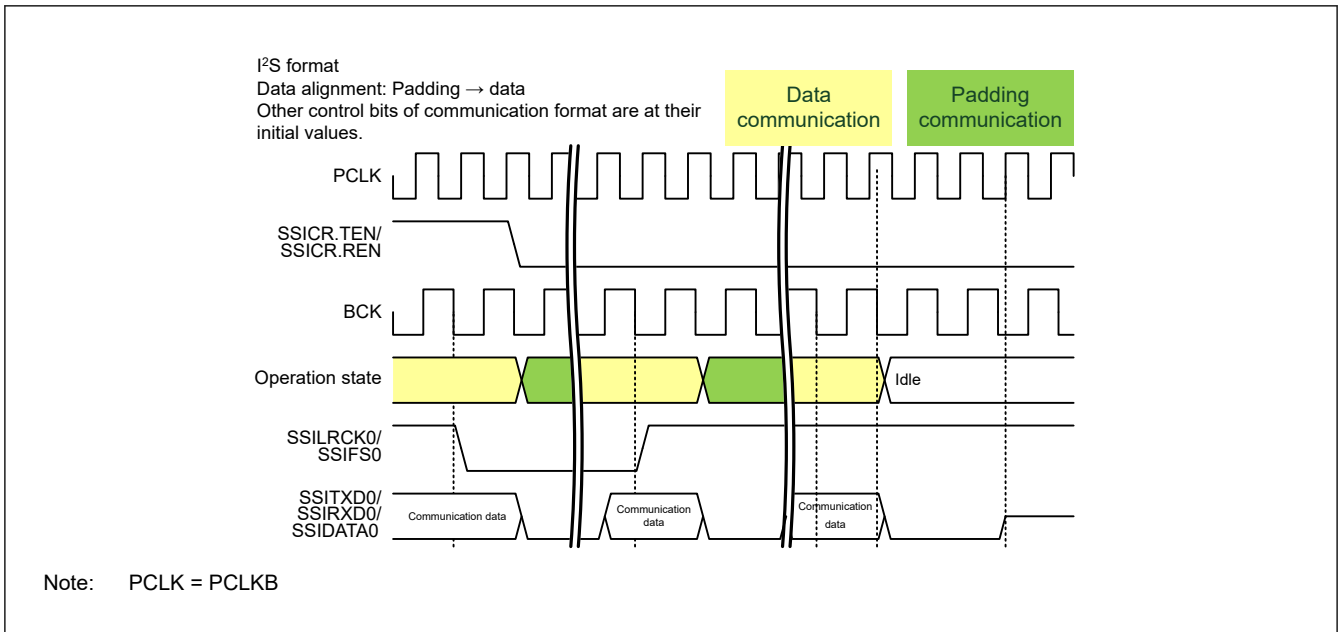 I²S format
Data alignment: Padding → data
Other control bits of communication format are at their
initial values.
Data
communication
Padding
communication
PCLK
SSICR.TEN/
SSICR.REN
BCK
Operation state
Idle
SSILRCK0/
SSIFS0
SSITXD0/
SSIRXD0/
SSIDATA0
Communication data
Communication
data
Communication
data
Note: PCLK = PCLKB